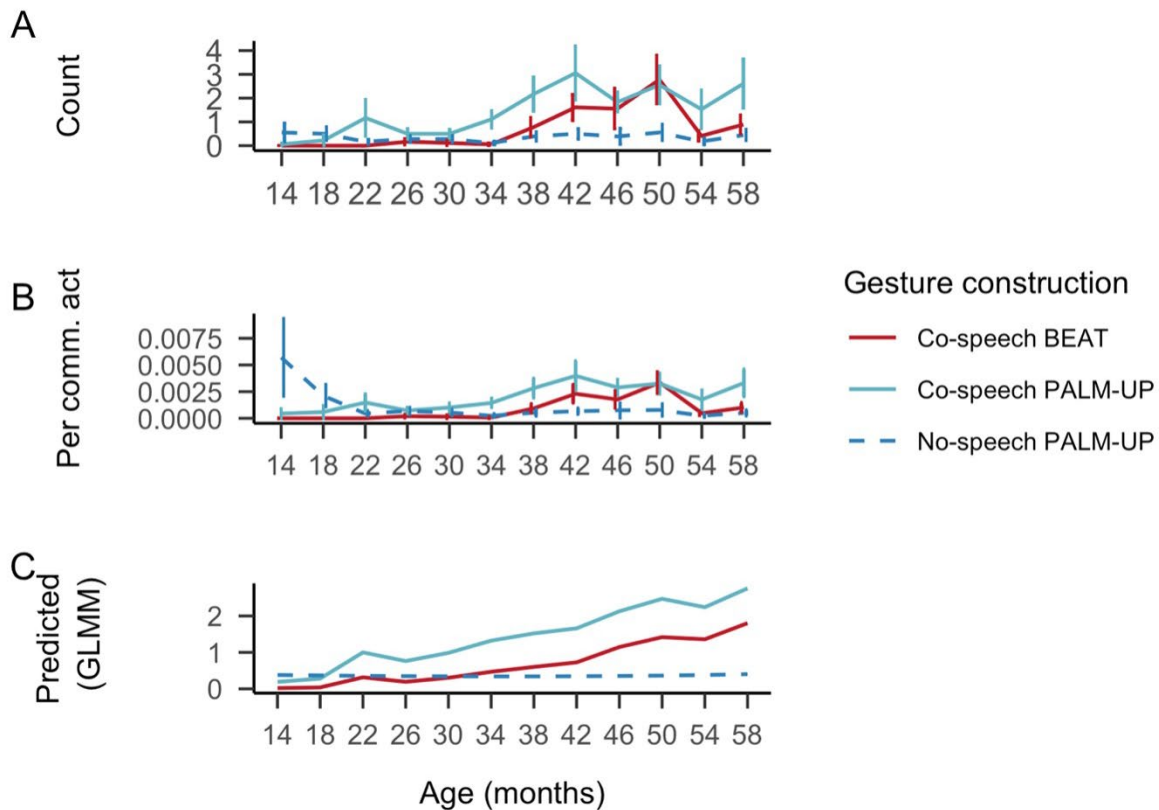 A
Count
4
3
2
1
0
14 18 22 26 30 34 38 42 46 50 54 58
B
Per comm. act
0.0075
0.0050
0.0025
0.0000
14 18 22 26 30 34 38 42 46 50 54 58
Gesture construction
Co-speech BEAT
Co-speech PALM-UP
No-speech PALM-UP
C
Predicted
(GLMM)
2
1
0
14 18 22 26 30 34 38 42 46 50 54 58
Age (months)